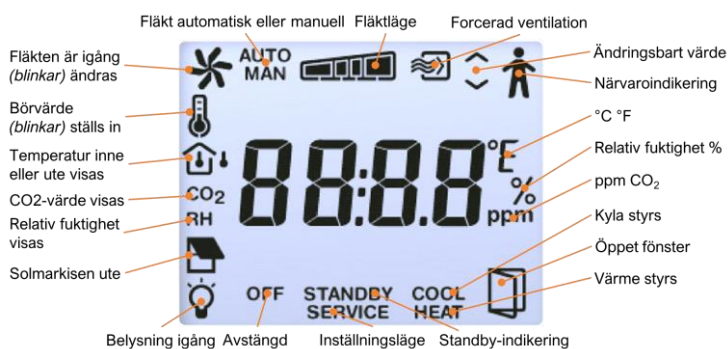 Fläkt automatisk eller manuell
Fläktläge
Forcerad ventilation
Fläkten är igång
(blinkar) ändras
AUTO
MAN
Ändringsbart värde
Närvaroindikering
Börvärde
(blinkar) ställs in
°C °F
Temperatur inne
eller ute visas
88:8.8
°E
Relativ fuktighet %
%
CO2-värde visas
CO2
ppm CO2
ppm
Relativ fuktighet
visas
RH
Kyla styrs
Öppet fönster
Solmarkisen ute
Värme styrs
OFF
STANDBY
SERVICE
COOL
HEAT
Belysning igång
Avstängd
Inställningsläge
Standby-indikering